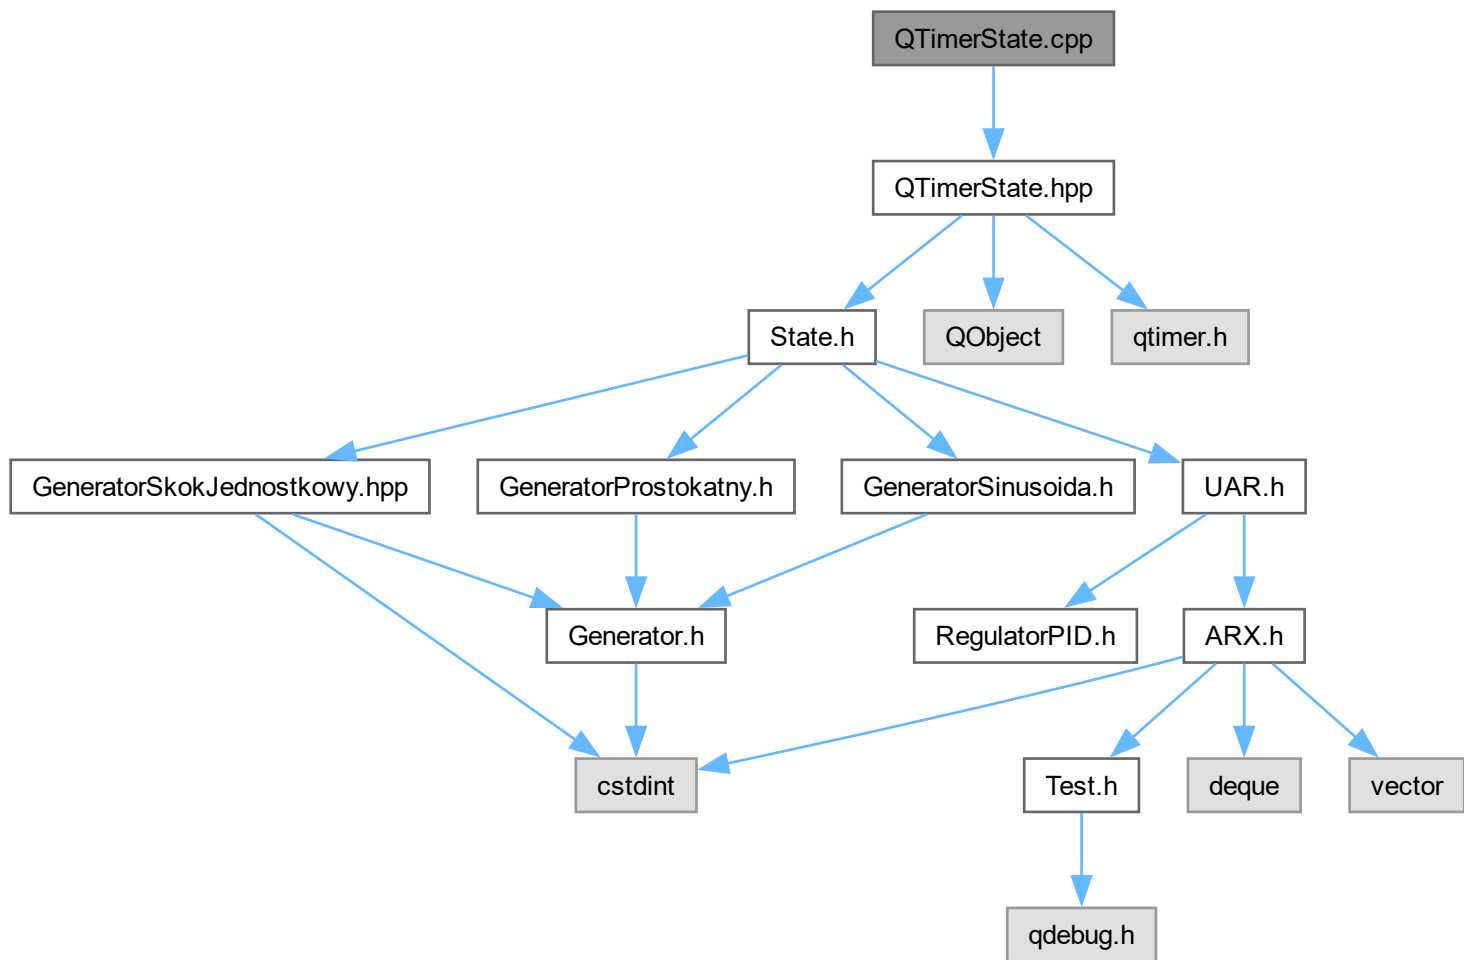 QTimerState.cpp
QTimerState.hpp
State.h
QObject
qtimer.h
GeneratorSkokJednostkowy.hpp
GeneratorProstokatny.h
GeneratorSinusoida.h
UAR.h
Generator.h
RegulatorPID.h
ARX.h
cstdint
Test.h
deque
vector
qdebug.h